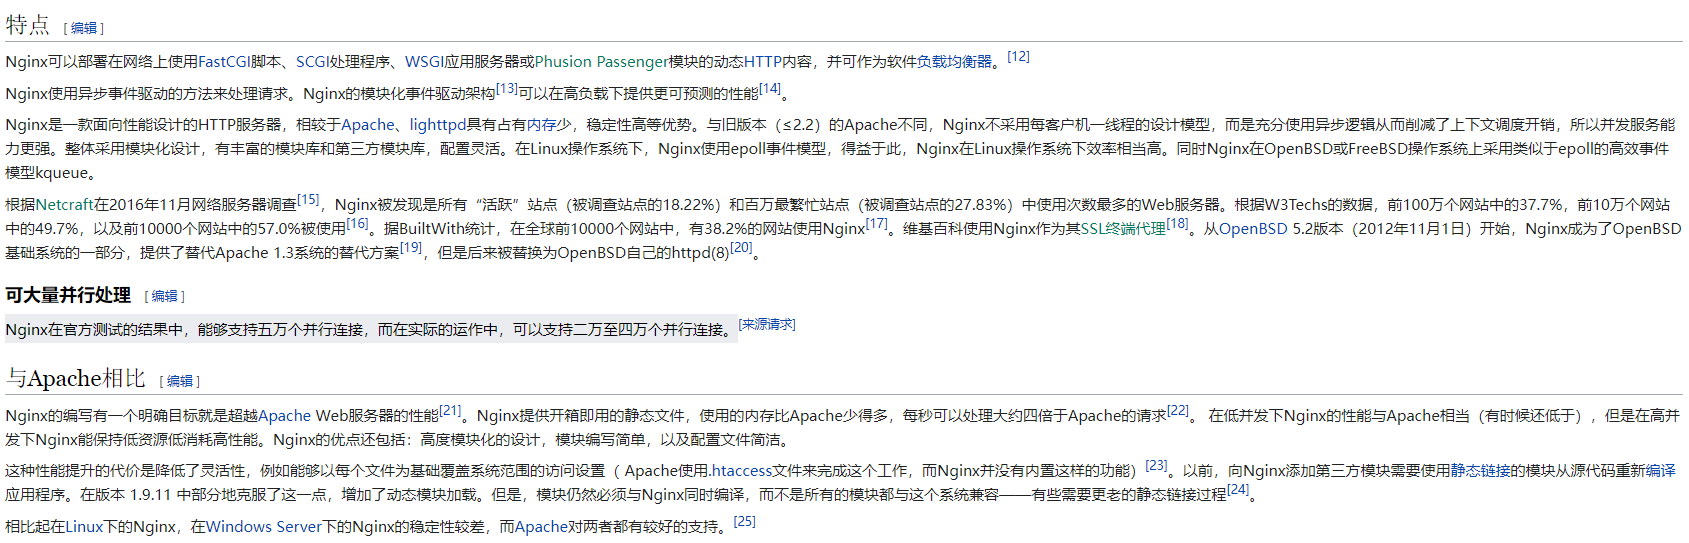 特点 [ 编辑 ]
Nginx可以部署在网络上使用FastCGI脚本、SCGI处理程序、WSGI应用服务器或Phusion Passenger模块的动态HTTP内容，并可作为软件负载均衡器。[12]
Nginx使用异步事件驱动的方法来处理请求。Nginx的模块化事件驱动架构[13]可以在高负载下提供更可预测的性能[14]。
Nginx是一款面向性能设计的HTTP服务器，相较于Apache、lighttpd具有占有内存少，稳定性高等优势。与旧版本（≤2.2）的Apache不同，Nginx不采用每客户机一线程的设计模型，而是充分使用异步逻辑从而削减了上下文调度开销，所以并发服务能
力更强。整体采用模块化设计，有丰富的模块库和第三方模块库，配置灵活。在Linux操作系统下，Nginx使用epoll事件模型，得益于此，Nginx在Linux操作系统下效率相当高。同时Nginx在OpenBSD或FreeBSD操作系统上采用类似于epoll的高效事件
模型kqueue。
根据Netcraft在2016年11月网络服务器调查[15]，Nginx被发现是所有“活跃”站点（被调查站点的18.22%）和百万最繁忙站点（被调查站点的27.83%）中使用次数最多的Web服务器。根据W3Techs的数据，前100万个网站中的37.7%，前10万个网站
中的49.7%，以及前10000个网站中的57.0%被使用[16]。据BuiltWith统计，在全球前10000个网站中，有38.2%的网站使用Nginx[17]。维基百科使用Nginx作为其SSL终端代理[18]。从OpenBSD 5.2版本（2012年11月1日）开始，Nginx成为了OpenBSD
基础系统的一部分，提供了替代Apache 1.3系统的替代方案[19]，但是后来被替换为OpenBSD自己的httpd(8)[20]。
可大量并行处理 [ 编辑 ]
Nginx在官方测试的结果中，能够支持五万个并行连接，而在实际的运作中，可以支持二万至四万个并行连接。[来源请求]
与Apache相比 [ 编辑 ]
Nginx的编写有一个明确目标就是超越Apache Web服务器的性能[21]。Nginx提供开箱即用的静态文件，使用的内存比Apache少得多，每秒可以处理大约四倍于Apache的请求[22]。 在低并发下Nginx的性能与Apache相当（有时候还低于），但是在高并
发下Nginx能保持低资源低消耗高性能。Nginx的优点还包括：高度模块化的设计，模块编写简单，以及配置文件简洁。
这种性能提升的代价是降低了灵活性，例如能够以每个文件为基础覆盖系统范围的访问设置（ Apache使用.htaccess文件来完成这个工作，而Nginx并没有内置这样的功能）[23]。以前，向Nginx添加第三方模块需要使用静态链接的模块从源代码重新编译
应用程序。在版本 1.9.11 中部分地克服了这一点，增加了动态模块加载。但是，模块仍然必须与Nginx同时编译，而不是所有的模块都与这个系统兼容——有些需要更老的静态链接过程[24]。
相比起在Linux下的Nginx，在Windows Server下的Nginx的稳定性较差，而Apache对两者都有较好的支持。[25]